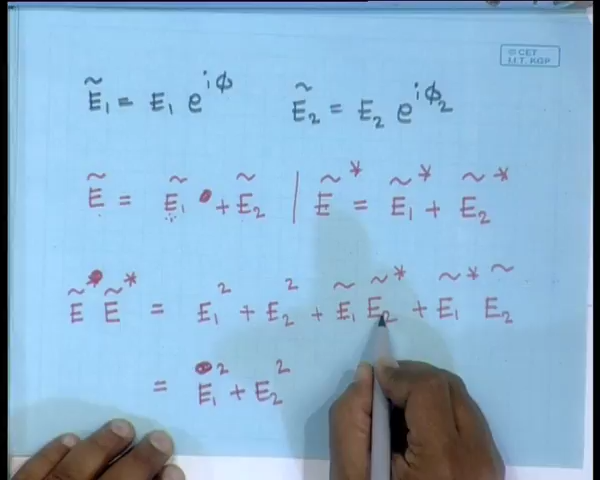 © CET
I.I.T. KGP
Ẽ₁ = E₁ e^{iϕ}   Ẽ₂ = E₂ e^{iϕ₂}
Ẽ = Ẽ₁ + Ẽ₂ | Ẽ* = Ẽ₁* + Ẽ₂*
Ẽ Ẽ* = E₁² + E₂² + Ẽ₁ Ẽ₂* + Ẽ₁* Ẽ₂
= E₁² + E₂²